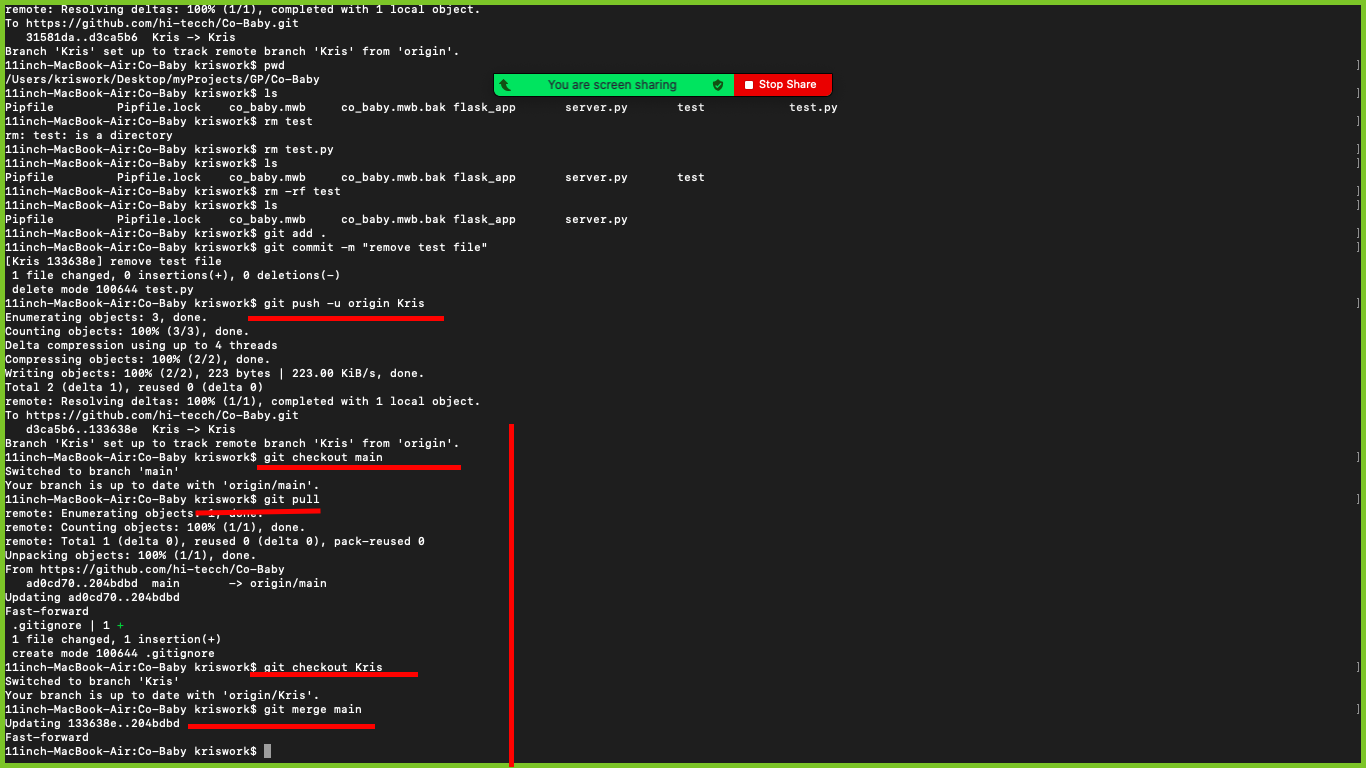 remote: Resolving deltas: 100% (1/1), completed with 1 local object.
To https://github.com/hi-tecch/Co-Baby.git
31581da..d3ca5b6 Kris -> Kris
Branch 'Kris' set up to track remote branch 'Kris' from 'origin'.
11inch-MacBook-Air:Co-Baby kriswork$ pwd
/Users/kriswork/Desktop/myProjects/GP/Co-Baby
You are screen sharing Stop Share
11inch-MacBook-Air:Co-Baby kriswork$ ls
Pipfile Pipfile.lock co_baby.mwb co_baby.mwb.bak flask_app server.py test test.py
11inch-MacBook-Air:Co-Baby kriswork$ rm test
rm: test: is a directory
11inch-MacBook-Air:Co-Baby kriswork$ rm test.py
11inch-MacBook-Air:Co-Baby kriswork$ ls
Pipfile Pipfile.lock co_baby.mwb co_baby.mwb.bak flask_app server.py test
11inch-MacBook-Air:Co-Baby kriswork$ rm -rf test
11inch-MacBook-Air:Co-Baby kriswork$ ls
Pipfile Pipfile.lock co_baby.mwb co_baby.mwb.bak flask_app server.py
11inch-MacBook-Air:Co-Baby kriswork$ git add .
11inch-MacBook-Air:Co-Baby kriswork$ git commit -m "remove test file"
[Kris 133638e] remove test file
1 file changed, 0 insertions(+), 0 deletions(-)
delete mode 100644 test.py
11inch-MacBook-Air:Co-Baby kriswork$ git push -u origin Kris
Enumerating objects: 3, done.
Counting objects: 100% (3/3), done.
Delta compression using up to 4 threads
Compressing objects: 100% (2/2), done.
Writing objects: 100% (2/2), 223 bytes | 223.00 KiB/s, done.
Total 2 (delta 1), reused 0 (delta 0)
remote: Resolving deltas: 100% (1/1), completed with 1 local object.
To https://github.com/hi-tecch/Co-Baby.git
d3ca5b6..133638e Kris -> Kris
Branch 'Kris' set up to track remote branch 'Kris' from 'origin'.
11inch-MacBook-Air:Co-Baby kriswork$ git checkout main
Switched to branch 'main'
Your branch is up to date with 'origin/main'.
11inch-MacBook-Air:Co-Baby kriswork$ git pull
remote: Enumerating objects: 1, done.
remote: Counting objects: 100% (1/1), done.
remote: Total 1 (delta 0), reused 0 (delta 0), pack-reused 0
Unpacking objects: 100% (1/1), done.
From https://github.com/hi-tecch/Co-Baby
ad0cd70..204bdbd main -> origin/main
Updating ad0cd70..204bdbd
Fast-forward
.gitignore | 1 +
1 file changed, 1 insertion(+)
create mode 100644 .gitignore
11inch-MacBook-Air:Co-Baby kriswork$ git checkout Kris
Switched to branch 'Kris'
Your branch is up to date with 'origin/Kris'.
11inch-MacBook-Air:Co-Baby kriswork$ git merge main
Updating 133638e..204bdbd
Fast-forward
11inch-MacBook-Air:Co-Baby kriswork$